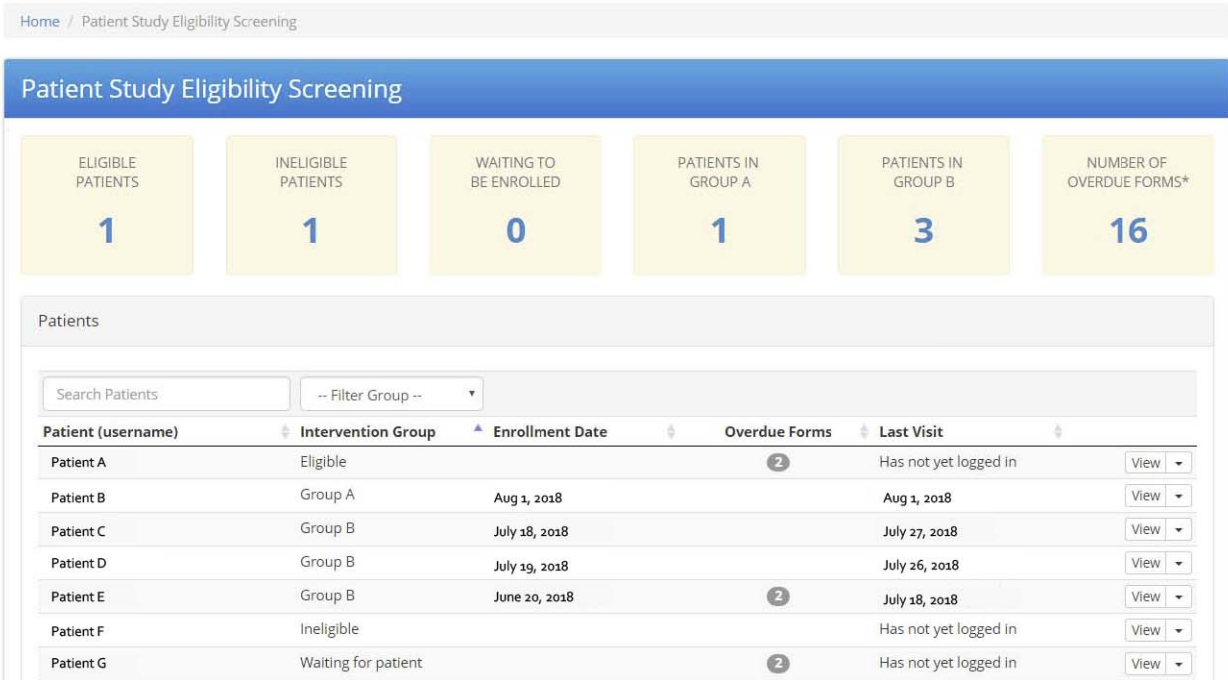 Home / Patient Study Eligibility Screening
Patient Study Eligibility Screening
ELIGIBLE
PATIENTS
1
INELIGIBLE
PATIENTS
1
WAITING TO
BE ENROLLED
0
PATIENTS IN
GROUP A
1
PATIENTS IN
GROUP B
3
NUMBER OF
OVERDUE FORMS*
16
Patients
Search Patients -- Filter Group --
Patient (username) Intervention Group Enrollment Date Overdue Forms Last Visit
Patient A Eligible 2 Has not yet logged in View
Patient B Group A Aug 1, 2018 Aug 1, 2018 View
Patient C Group B July 18, 2018 July 27, 2018 View
Patient D Group B July 19, 2018 July 26, 2018 View
Patient E Group B June 20, 2018 2 July 18, 2018 View
Patient F Ineligible Has not yet logged in View
Patient G Waiting for patient 2 Has not yet logged in View